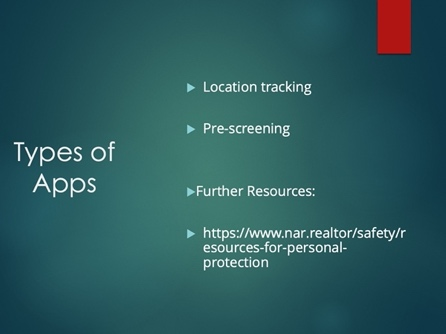 Types of
Apps
Location tracking
Pre-screening
Further Resources:
https://www.nar.realtor/safety/r
esources-for-personal-
protection